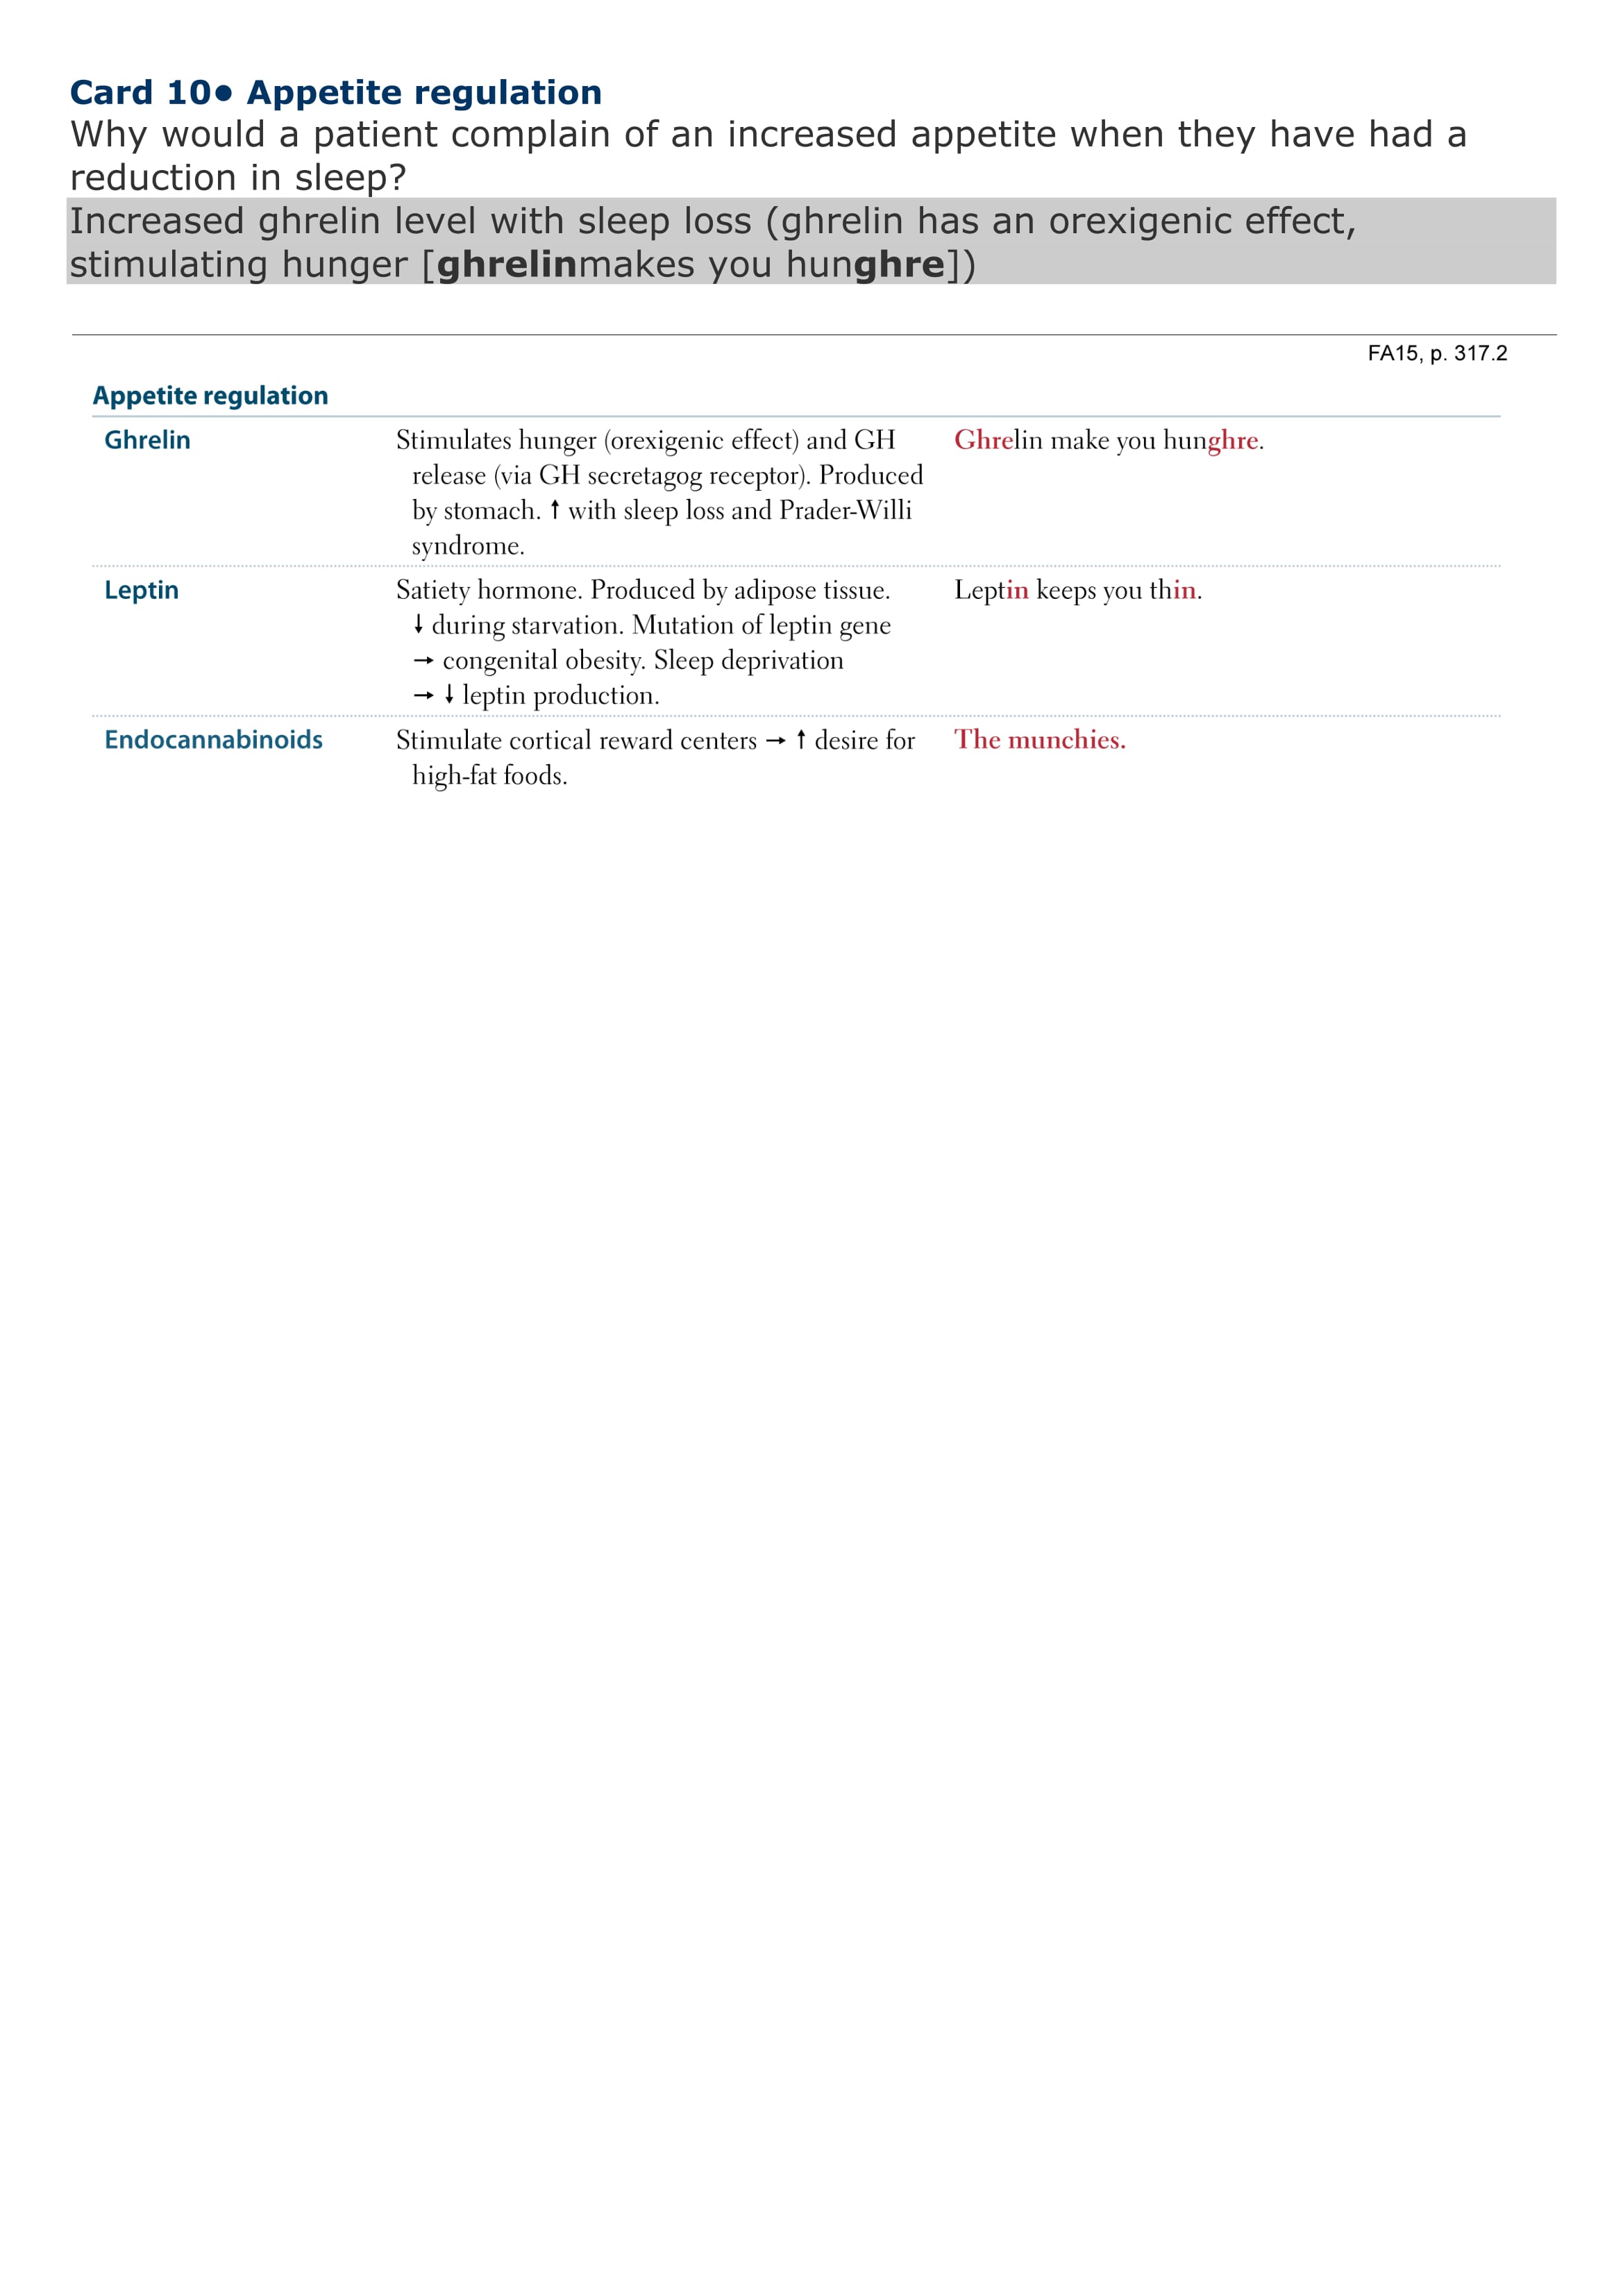 Card 10● Appetite regulation
Why would a patient complain of an increased appetite when they have had a
reduction in sleep?
Increased ghrelin level with sleep loss (ghrelin has an orexigenic effect,
stimulating hunger [ghrelinmakes you hunghre])
FA15, p. 317.2
Appetite regulation
Ghrelin
Stimulates hunger (orexigenic effect) and GH
release (via GH secretagog receptor). Produced
by stomach. ↑ with sleep loss and Prader-Willi
syndrome.
Ghrelin make you hunghre.
Leptin
Satiety hormone. Produced by adipose tissue.
↓ during starvation. Mutation of leptin gene
→ congenital obesity. Sleep deprivation
→ ↓ leptin production.
Leptin keeps you thin.
Endocannabinoids
Stimulate cortical reward centers → ↑ desire for
high-fat foods.
The munchies.